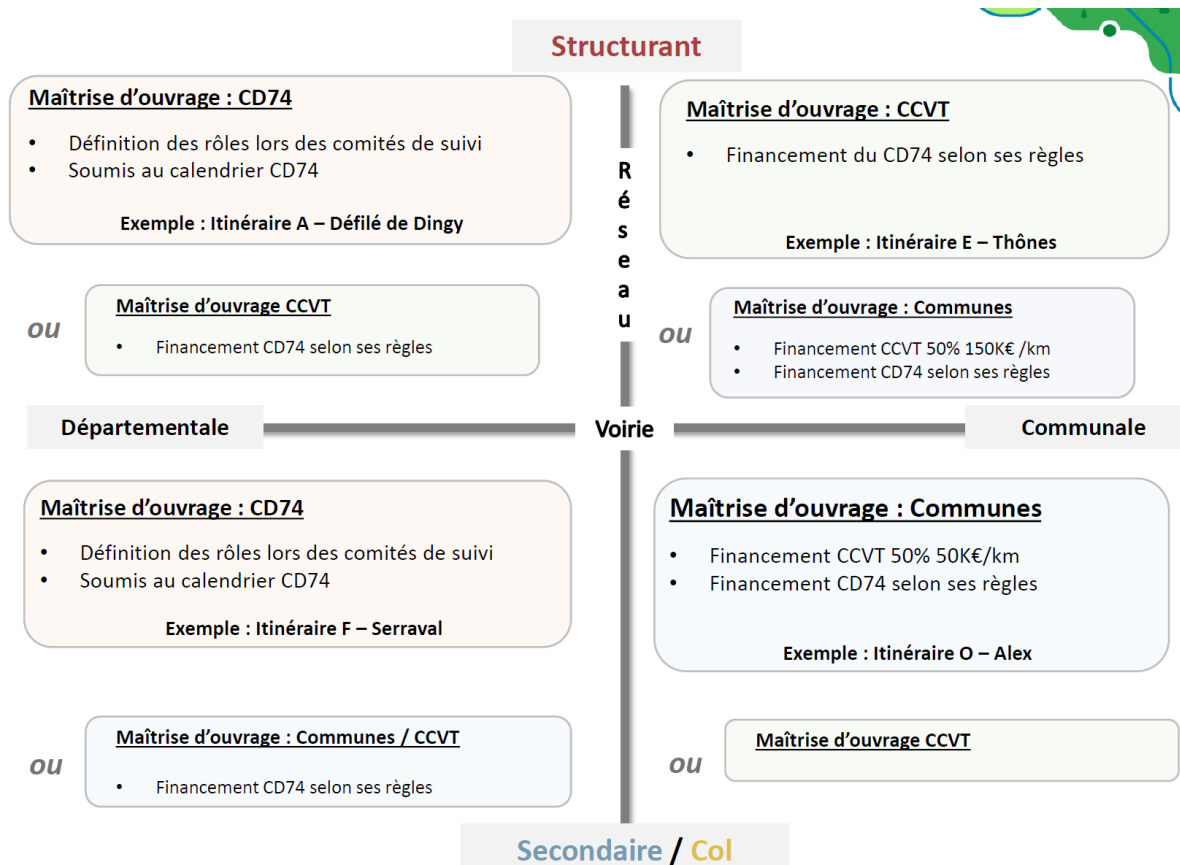 Structurant
Maîtrise d'ouvrage : CD74
• Définition des rôles lors des comités de suivi
• Soumis au calendrier CD74
Exemple : Itinéraire A – Défilé de Dingy
ou
Maîtrise d'ouvrage CCVT
• Financement CD74 selon ses règles
Réseau
Maîtrise d'ouvrage : CCVT
• Financement du CD74 selon ses règles
Exemple : Itinéraire E – Thônes
ou
Maîtrise d'ouvrage : Communes
• Financement CCVT 50% 150K€ /km
• Financement CD74 selon ses règles
Départementale
Voirie
Communale
Maîtrise d'ouvrage : CD74
• Définition des rôles lors des comités de suivi
• Soumis au calendrier CD74
Exemple : Itinéraire F – Serraval
ou
Maîtrise d'ouvrage : Communes / CCVT
• Financement CD74 selon ses règles
Maîtrise d'ouvrage : Communes
• Financement CCVT 50% 50K€/km
• Financement CD74 selon ses règles
Exemple : Itinéraire O – Alex
ou
Maîtrise d'ouvrage CCVT
Secondaire / Col